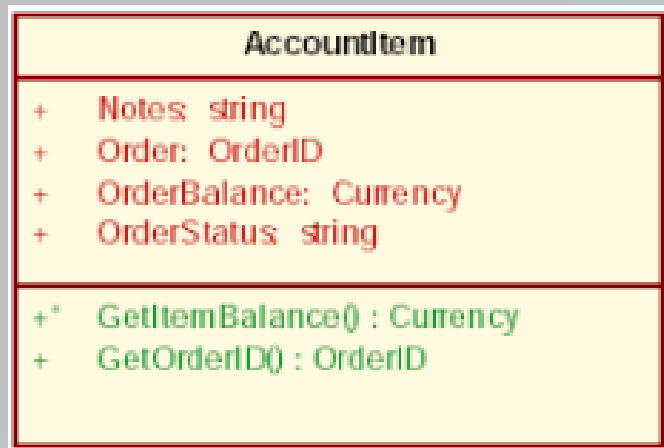 AccountItem
+ Notes: string
+ Order: OrderID
+ OrderBalance: Currency
+ OrderStatus: string
+* GetItemBalance() : Currency
+ GetOrderID() : OrderID